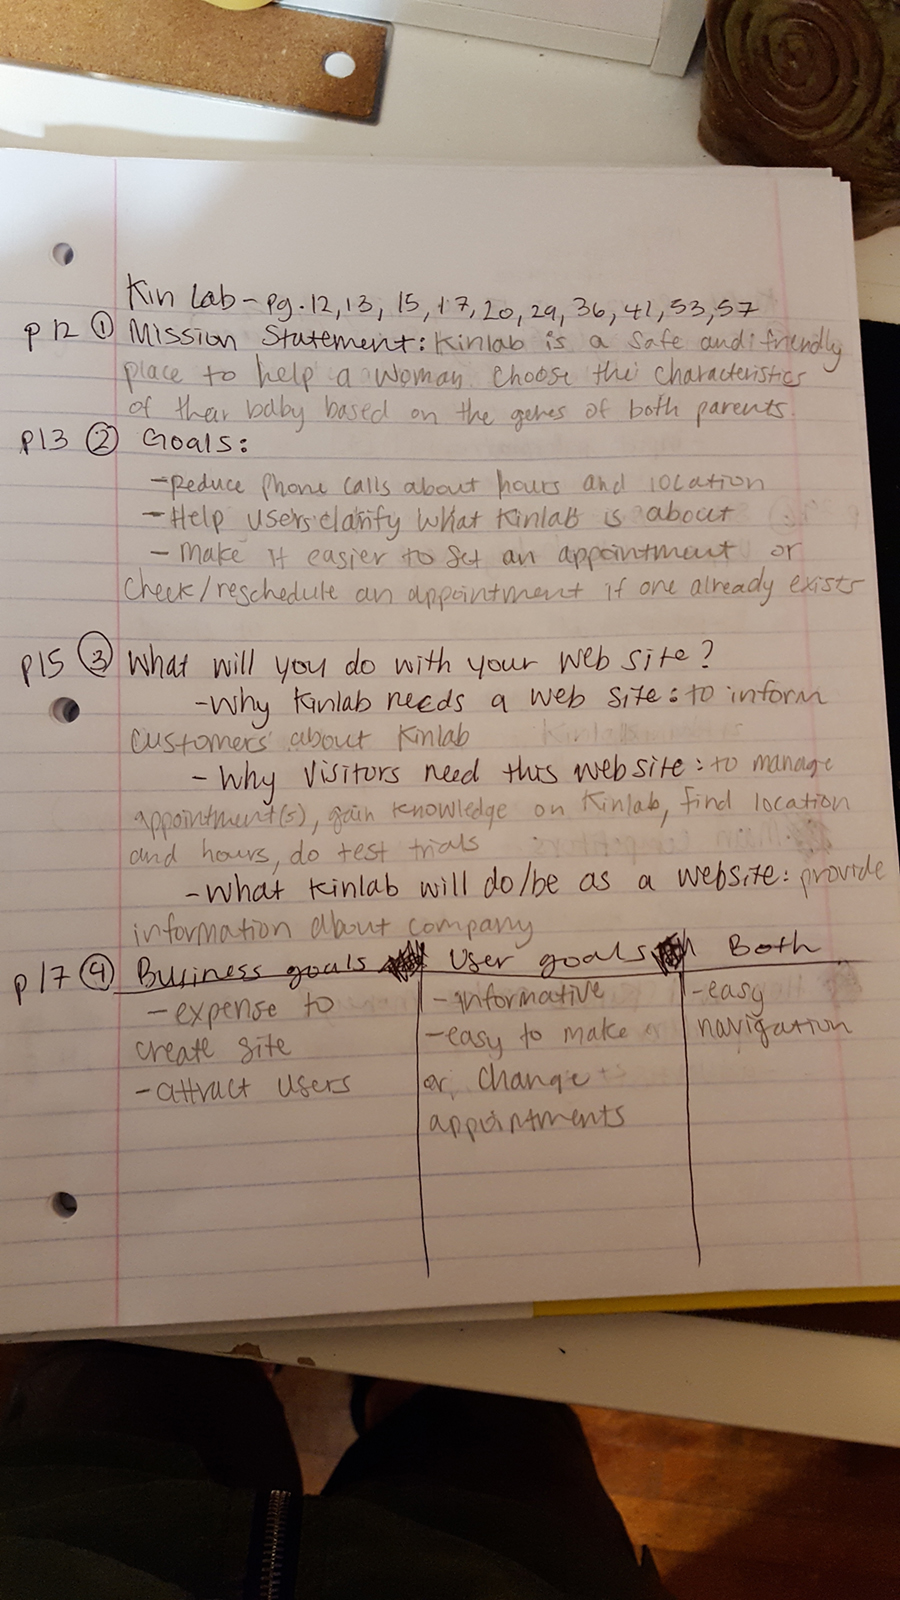 Kin Lab - pg. 12, 13, 15, 17, 20, 29, 36, 41, 53, 57
p12 ① Mission Statement: Kinlab is a safe and friendly
place to help a woman choose the characteristics
of their baby based on the genes of both parents.
p13 ② Goals:
- Reduce phone calls about hours and location
- Help users clarify what Kinlab is about
- Make it easier to set an appointment or
check/reschedule an appointment if one already exists
p15 ③ What will you do with your web site?
- Why Kinlab needs a web site: to inform
customers about Kinlab
- Why visitors need this website: to manage
appointment(s), gain knowledge on Kinlab, find location
and hours, do test trials
- What Kinlab will do/be as a website: provide
information about company
p17 ④ Business goals User goals Both
- expense to - informative - easy
create site - easy to make navigation
- attract users or change
appointments